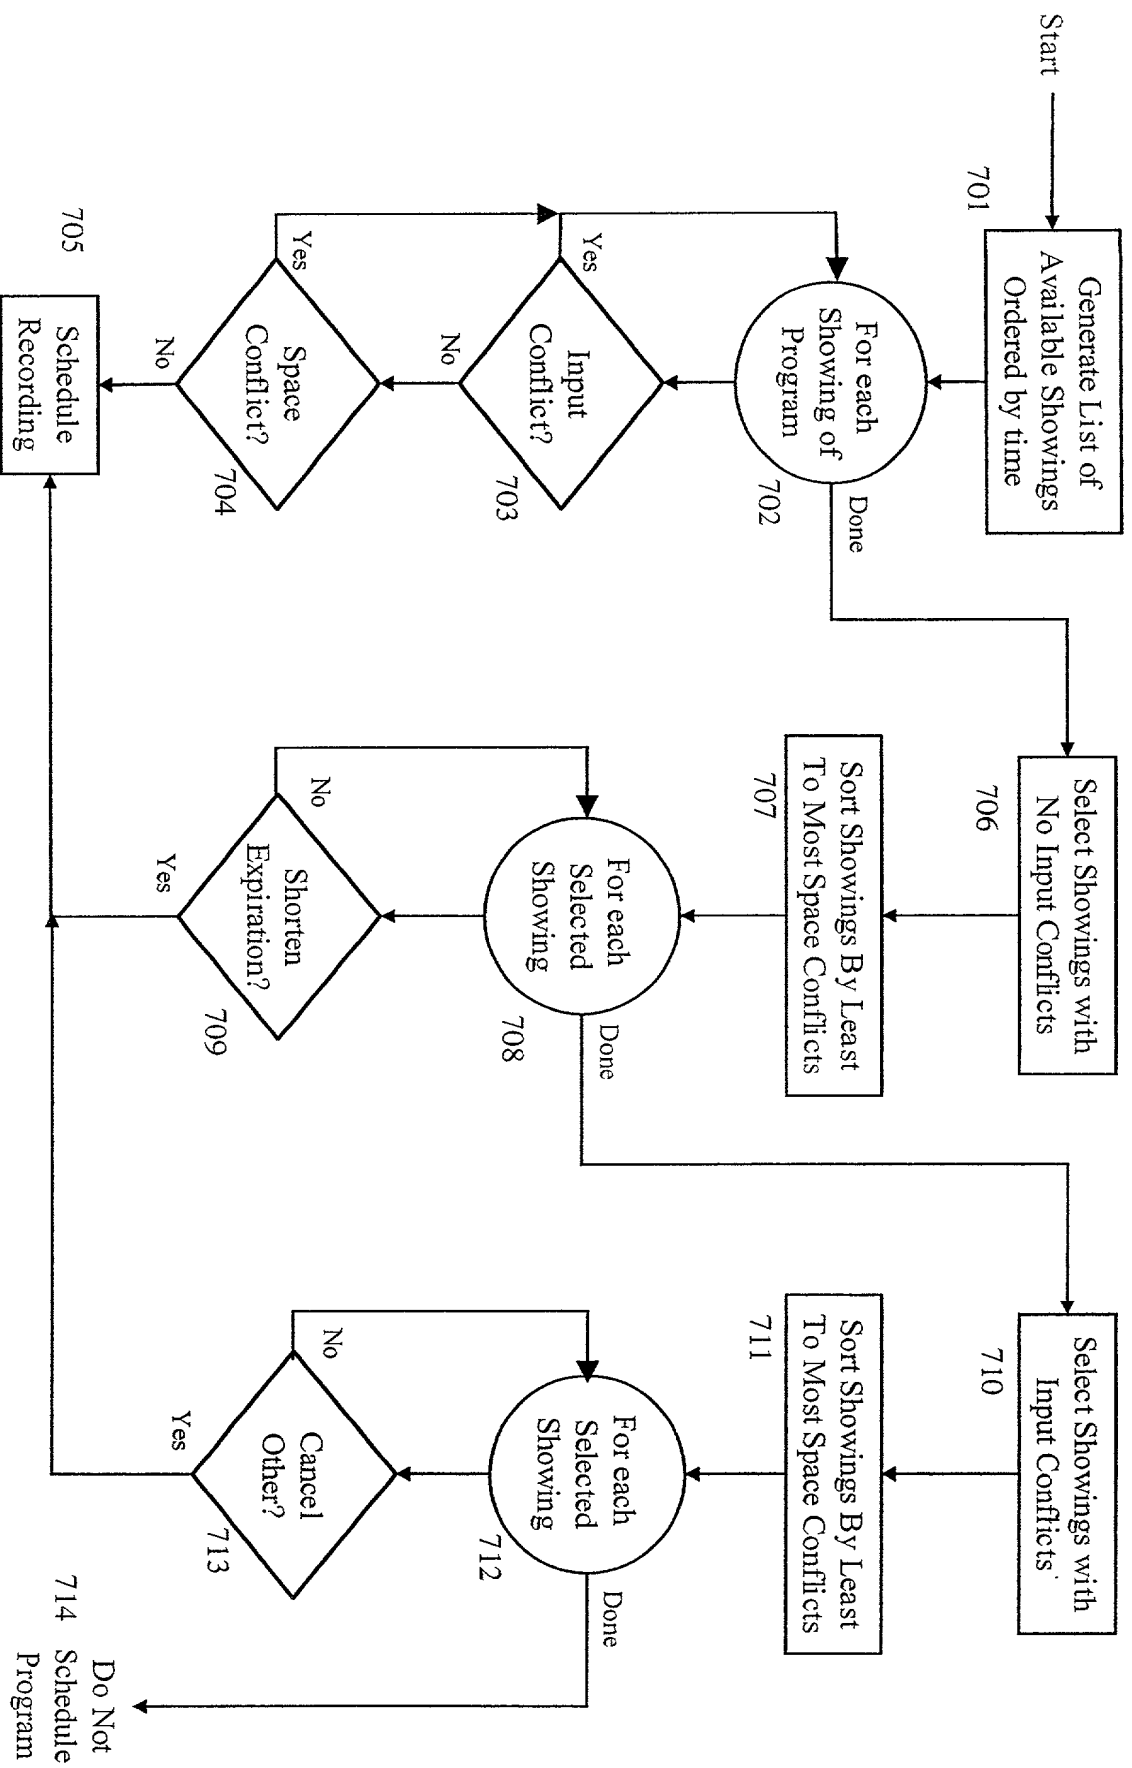 Start
701
Generate List of
Available Showings
Ordered by time
For each
Showing of
Program
702
Done
Input
Conflict?
703
Yes
No
Space
Conflict?
704
Yes
No
705
Schedule
Recording
Select Showings with
No Input Conflicts
706
Sort Showings By Least
To Most Space Conflicts
707
For each
Selected
Showing
708
Done
Shorten
Expiration?
709
No
Yes
Select Showings with
Input Conflicts
710
Sort Showings By Least
To Most Space Conflicts
711
For each
Selected
Showing
712
Done
Cancel
Other?
713
No
Yes
714
Do Not
Schedule
Program